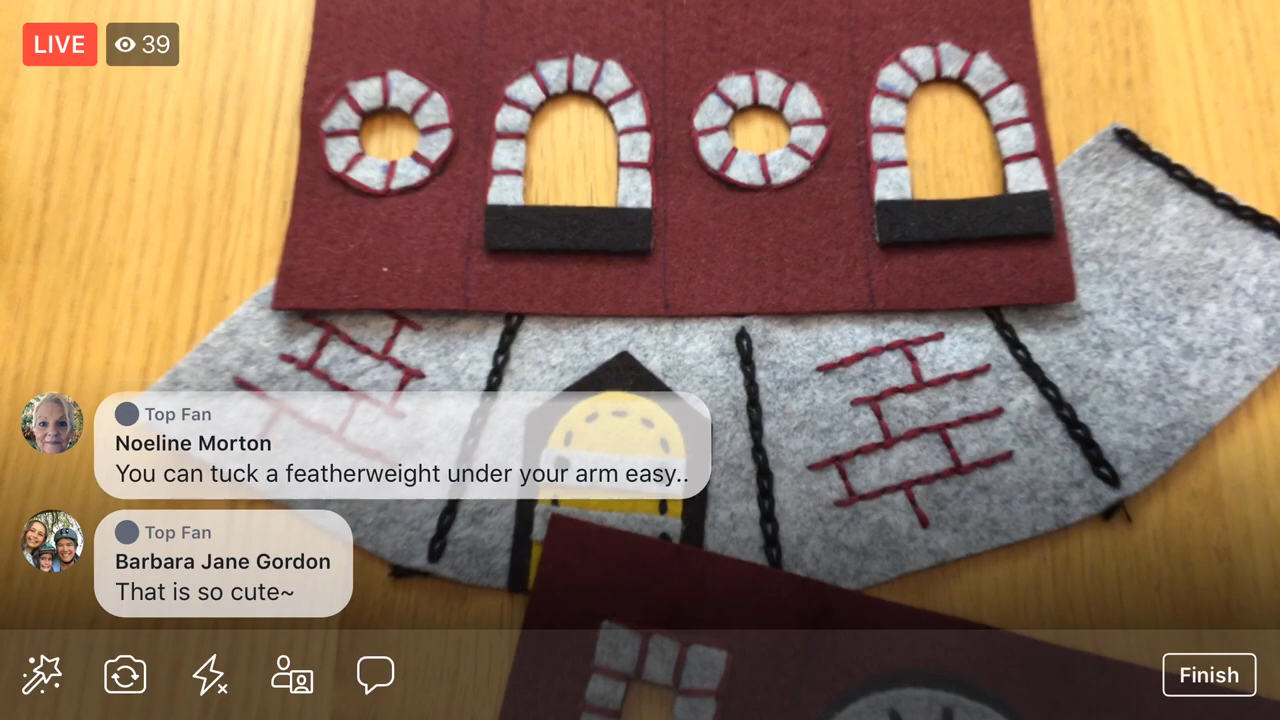 LIVE 39
Top Fan
Noeline Morton
You can tuck a featherweight under your arm easy..
Top Fan
Barbara Jane Gordon
That is so cute~
Finish